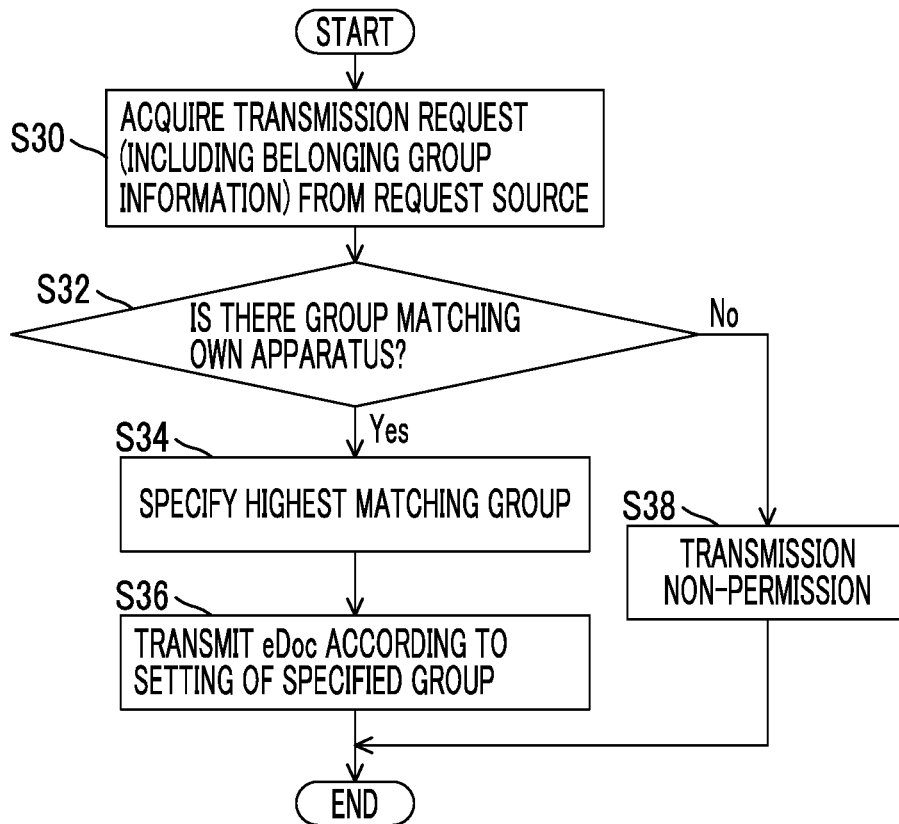 START
S30
ACQUIRE TRANSMISSION REQUEST
(INCLUDING BELONGING GROUP
INFORMATION) FROM REQUEST SOURCE
S32
IS THERE GROUP MATCHING
OWN APPARATUS?
No
Yes
S34
SPECIFY HIGHEST MATCHING GROUP
S38
TRANSMISSION
NON-PERMISSION
S36
TRANSMIT eDoc ACCORDING TO
SETTING OF SPECIFIED GROUP
END